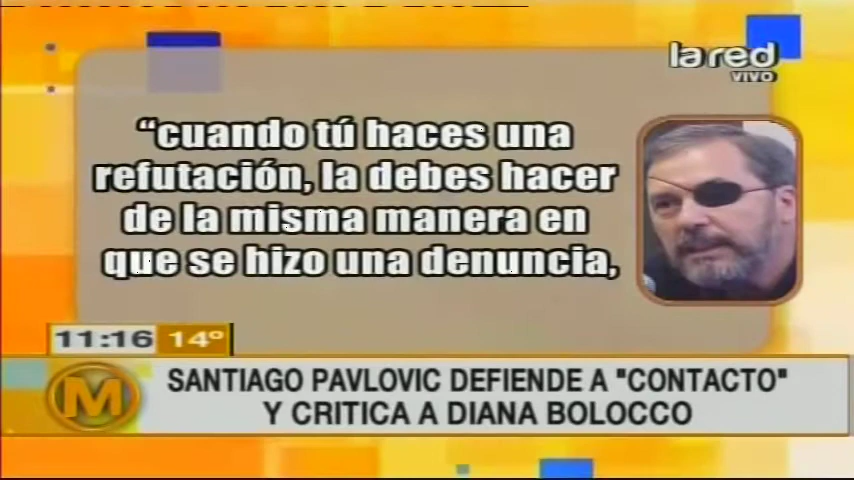 la red
VIVO
“cuando tú haces una
refutación, la debes hacer
de la misma manera en
que se hizo una denuncia,
11:16 14º
M
SANTIAGO PAVLOVIC DEFIENDE A "CONTACTO"
Y CRITICA A DIANA BOLOCCO